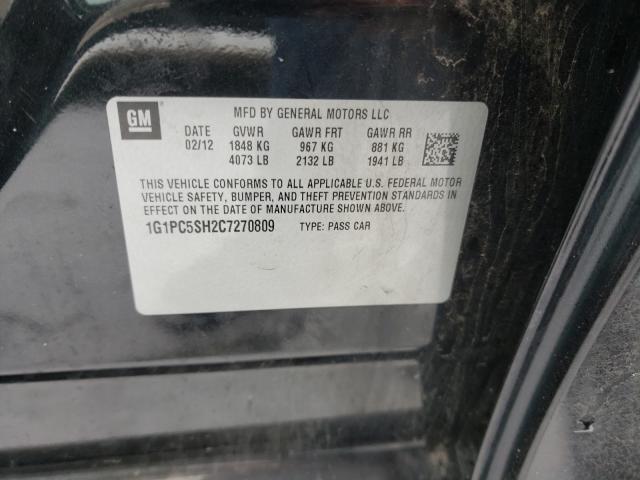 GM
MFD BY GENERAL MOTORS LLC
DATE GVWR GAWR FRT GAWR RR
02/12 1848 KG 967 KG 881 KG
4073 LB 2132 LB 1941 LB
THIS VEHICLE CONFORMS TO ALL APPLICABLE U.S. FEDERAL MOTOR
VEHICLE SAFETY, BUMPER, AND THEFT PREVENTION STANDARDS IN
EFFECT ON THE DATE OF MANUFACTURE SHOWN ABOVE.
1G1PC5SH2C7270809 TYPE: PASS CAR